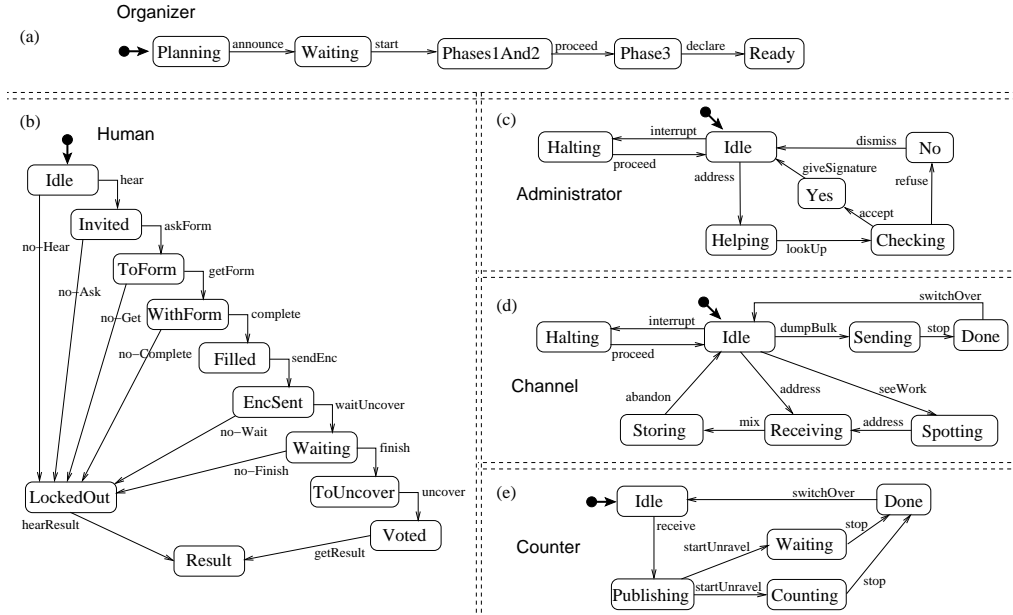 Organizer
(a)
Planning announce Waiting start Phases1And2 proceed Phase3 declare Ready
(b)
Human
Idle
hear
Invited
no-Hear
askForm
ToForm
no-Ask
getForm
WithForm
no-Get
complete
Filled
no-Complete
sendEnc
EncSent
waitUncover
no-Wait
Waiting
finish
no-Finish
LockedOut
ToUncover
uncover
hearResult
Voted
getResult
Result
(c)
interrupt
Halting
Idle
dismiss
No
proceed
giveSignature
address
refuse
Administrator
Yes
accept
Helping
lookUp
Checking
(d)
switchOver
interrupt
Halting
Idle
dumpBulk
Sending
stop
Done
proceed
Channel
abandon
address
seeWork
Storing
mix
Receiving
address
Spotting
(e)
Idle
switchOver
Done
receive
Counter
startUnravel
Waiting
stop
Publishing
startUnravel
Counting
stop